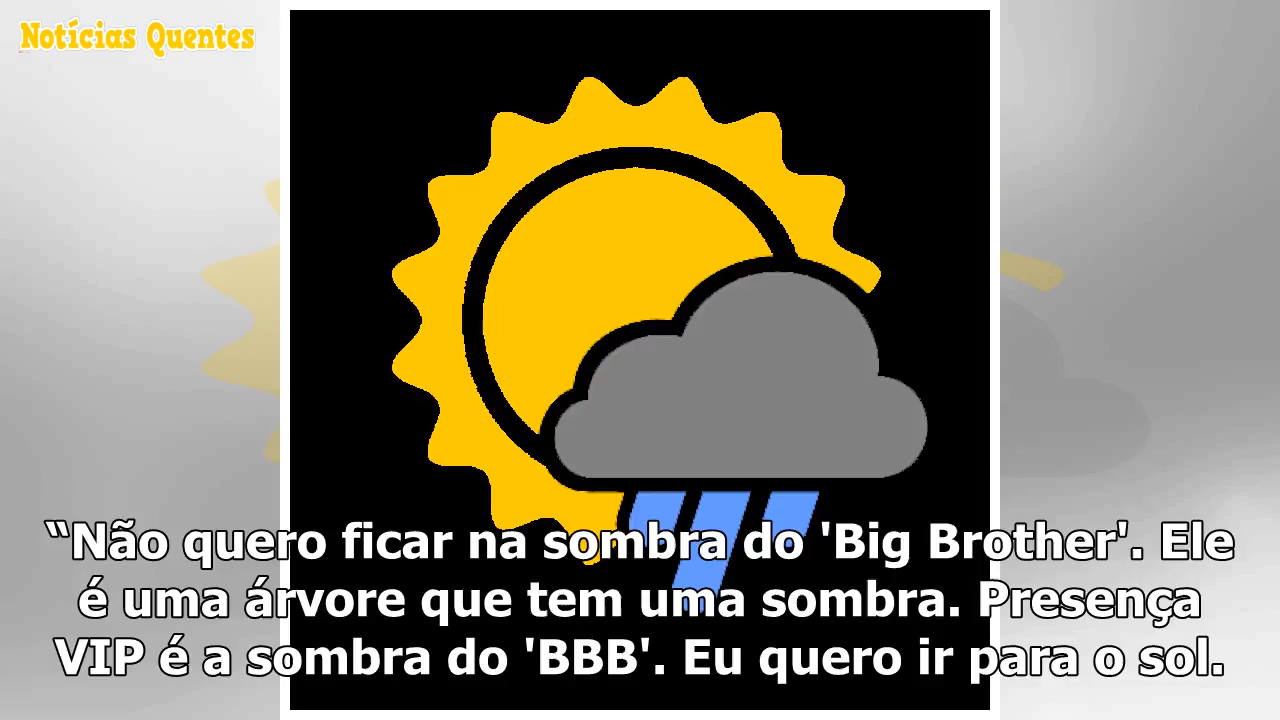 Notícias Quentes
“Não quero ficar na sombra do 'Big Brother'. Ele
é uma árvore que tem uma sombra. Presença
VIP é a sombra do 'BBB'. Eu quero ir para o sol.